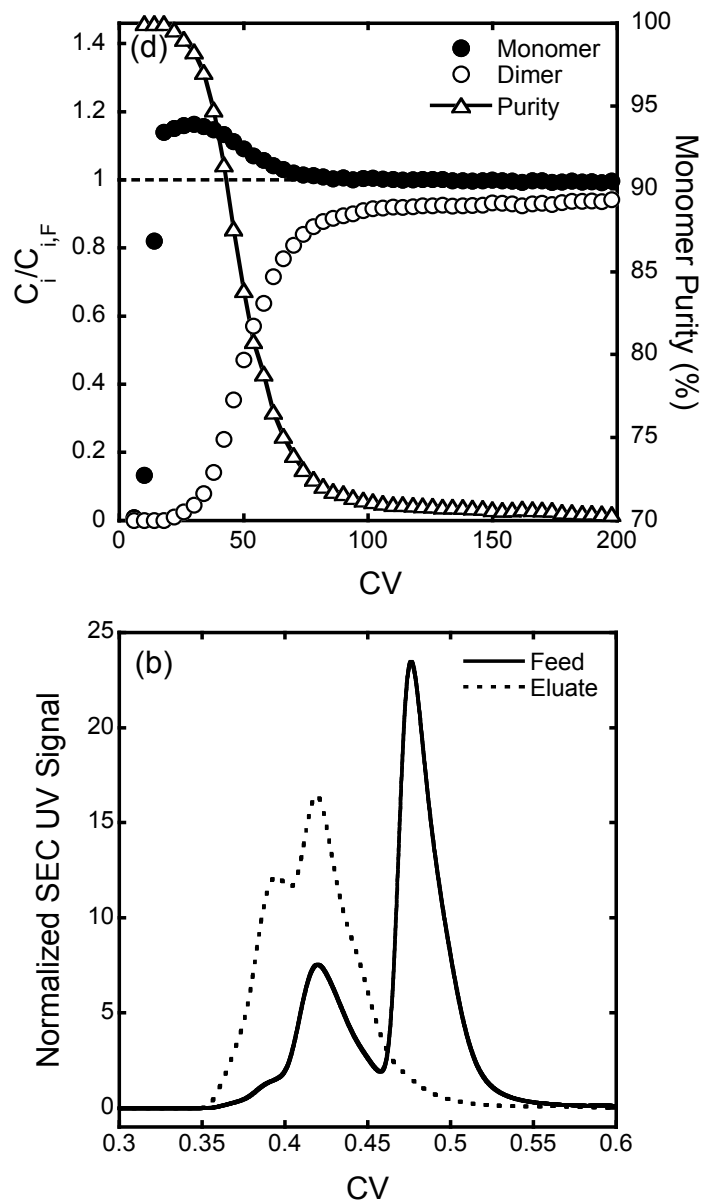 (d)
Monomer
Dimer
Purity
1.4
1.2
1
0.8
0.6
0.4
0.2
0
C_i/C_i,F
100
95
90
85
80
75
70
Monomer Purity (%)
0 50 100 150 200
CV
(b)
Feed
Eluate
25
20
15
10
5
0
Normalized SEC UV Signal
0.3 0.35 0.4 0.45 0.5 0.55 0.6
CV